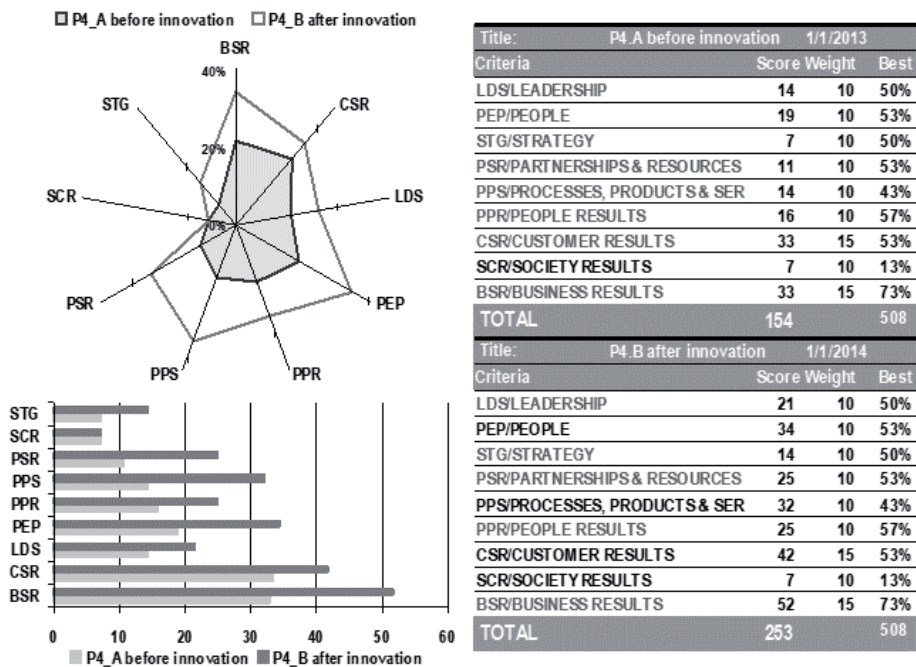 P4_A before innovation P4_B after innovation
BSR
40%
STG
CSR
20%
SCR
LDS
0%
PSR
PEP
PPS
PPR
STG
SCR
PSR
PPS
PPR
PEP
LDS
CSR
BSR
0 10 20 30 40 50 60
P4_A before innovation P4_B after innovation
Title: P4.A before innovation 1/1/2013
Criteria Score Weight Best
LDS/LEADERSHIP 14 10 50%
PEP/PEOPLE 19 10 53%
STG/STRATEGY 7 10 50%
PSR/PARTNERSHIPS & RESOURCES 11 10 53%
PPS/PROCESSES, PRODUCTS & SER 14 10 43%
PPR/PEOPLE RESULTS 16 10 57%
CSR/CUSTOMER RESULTS 33 15 53%
SCR/SOCIETY RESULTS 7 10 13%
BSR/BUSINESS RESULTS 33 15 73%
TOTAL 154 508
Title: P4.B after innovation 1/1/2014
Criteria Score Weight Best
LDS/LEADERSHIP 21 10 50%
PEP/PEOPLE 34 10 53%
STG/STRATEGY 14 10 50%
PSR/PARTNERSHIPS & RESOURCES 25 10 53%
PPS/PROCESSES, PRODUCTS & SER 32 10 43%
PPR/PEOPLE RESULTS 25 10 57%
CSR/CUSTOMER RESULTS 42 15 53%
SCR/SOCIETY RESULTS 7 10 13%
BSR/BUSINESS RESULTS 52 15 73%
TOTAL 253 508